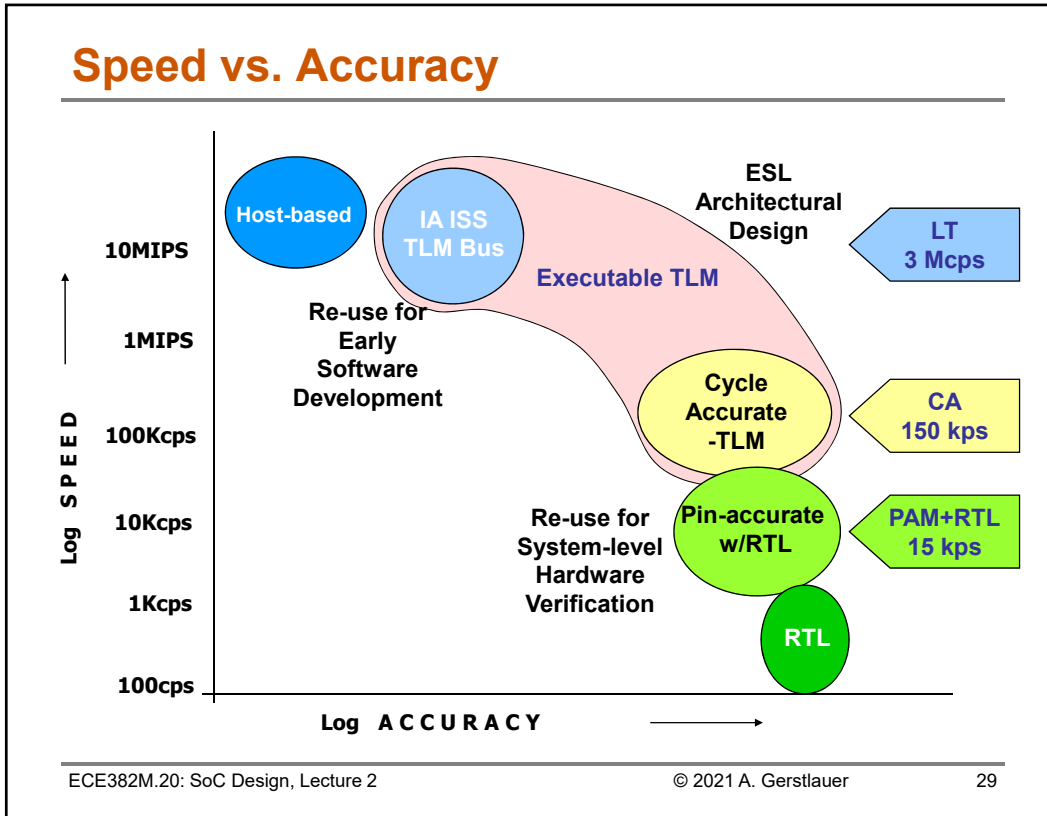 Speed vs. Accuracy
Host-based
IA ISS
TLM Bus
ESL
Architectural
Design
LT
3 Mcps
10MIPS
Executable TLM
Re-use for
Early
Software
Development
1MIPS
Cycle
Accurate
-TLM
CA
150 kps
100Kcps
Log S P E E D
10Kcps
Re-use for
System-level
Hardware
Verification
Pin-accurate
w/RTL
PAM+RTL
15 kps
1Kcps
RTL
100cps
Log A C C U R A C Y
ECE382M.20: SoC Design, Lecture 2
© 2021 A. Gerstlauer
29